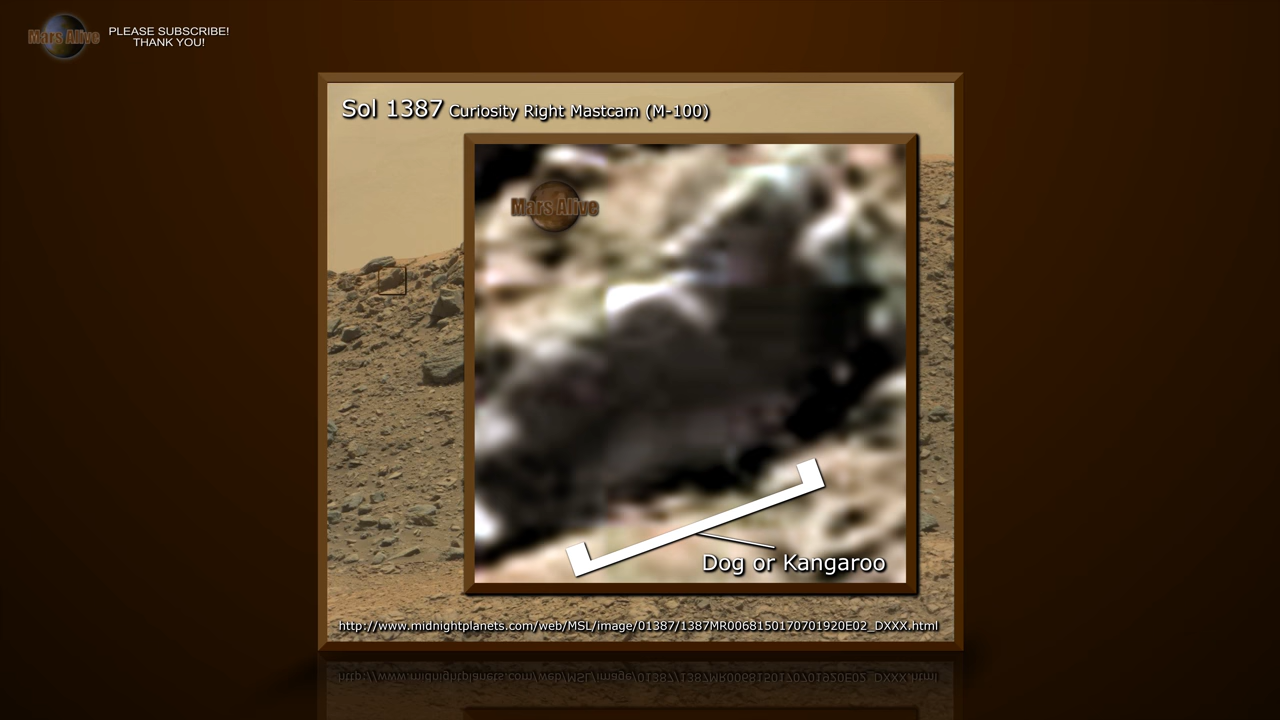 Mars Alive
PLEASE SUBSCRIBE!
THANK YOU!
Sol 1387 Curiosity Right Mastcam (M-100)
Mars Alive
Dog or Kangaroo
http://www.midnightplanets.com/web/MSL/image/01387/1387MR0068150170701920E02_DXXX.html